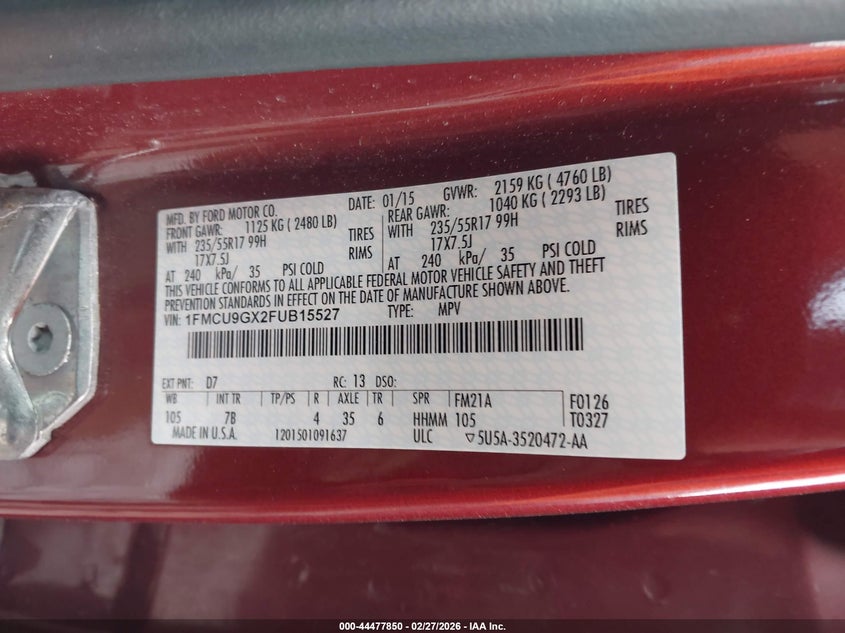 MFD. BY FORD MOTOR CO. DATE: 01/15 GVWR: 2159 KG ( 4760 LB)
FRONT GAWR: 1125 KG ( 2480 LB) REAR GAWR: 1040 KG ( 2293 LB)
WITH 235/55R17 99H TIRES WITH 235/55R17 99H TIRES
17X7.5J RIMS 17X7.5J RIMS
AT 240 kPa/ 35 PSI COLD AT 240 kPa/ 35 PSI COLD
THIS VEHICLE CONFORMS TO ALL APPLICABLE FEDERAL MOTOR VEHICLE SAFETY AND THEFT
PREVENTION STANDARDS IN EFFECT ON THE DATE OF MANUFACTURE SHOWN ABOVE.
VIN: 1FMCU9GX2FUB15527 TYPE: MPV
EXT PNT: D7 RC: 13 DSO:
WB INT TR TP/PS R AXLE TR SPR FM21A F0126
105 7B 4 35 6 HHMM 105 T0327
MADE IN U.S.A. 1201501091637 ULC ▽5U5A-3520472-AA
000-44477850 | 02/27/2026 | IAA Inc.